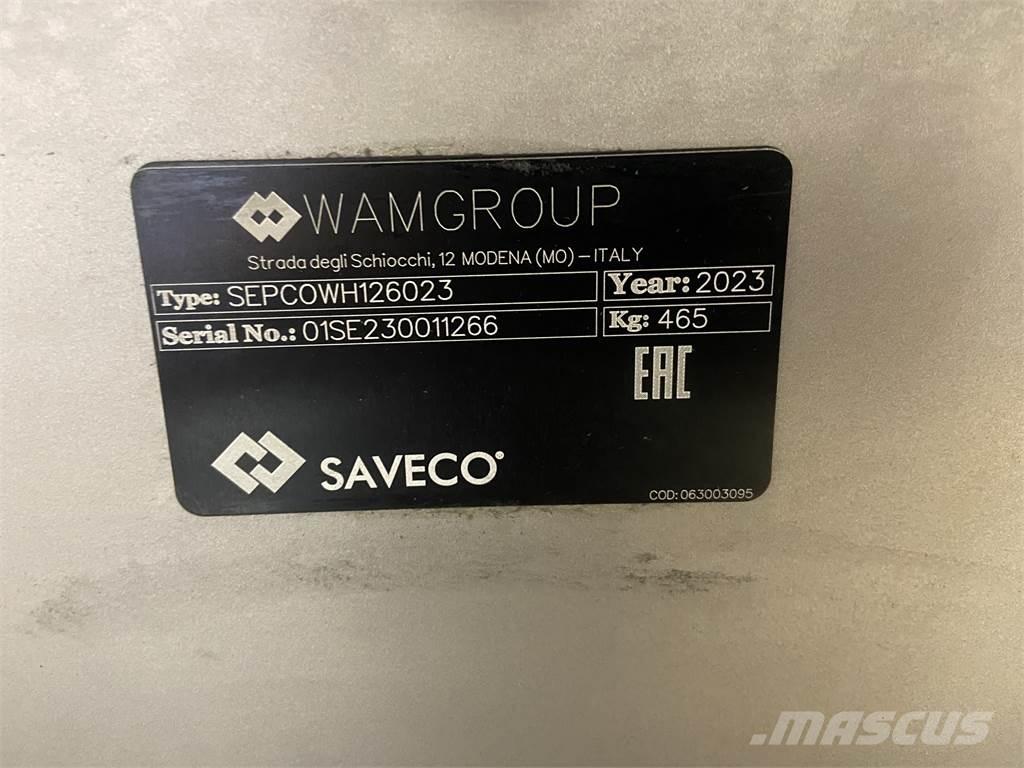 WAMGROUP
Strada degli Schiocchi, 12 MODENA (MO) – ITALY
Type: SEPCOWH126023 Year: 2023
Serial No.: 01SE230011266 Kg: 465
EAC
SAVECO®
COD: 063003095
MASCUS